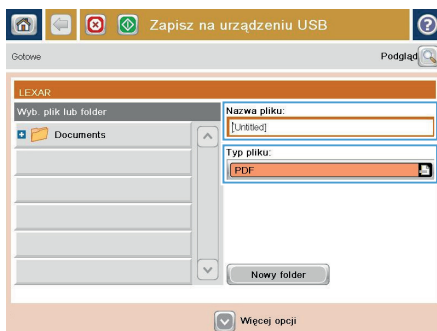 Zapisz na urządzeniu USB
?
Gotowe
Podgląd
LEXAR
Wyb. plik lub folder
Nazwa pliku:
[Untitled]
Documents
Typ pliku:
PDF
Nowy folder
Więcej opcji